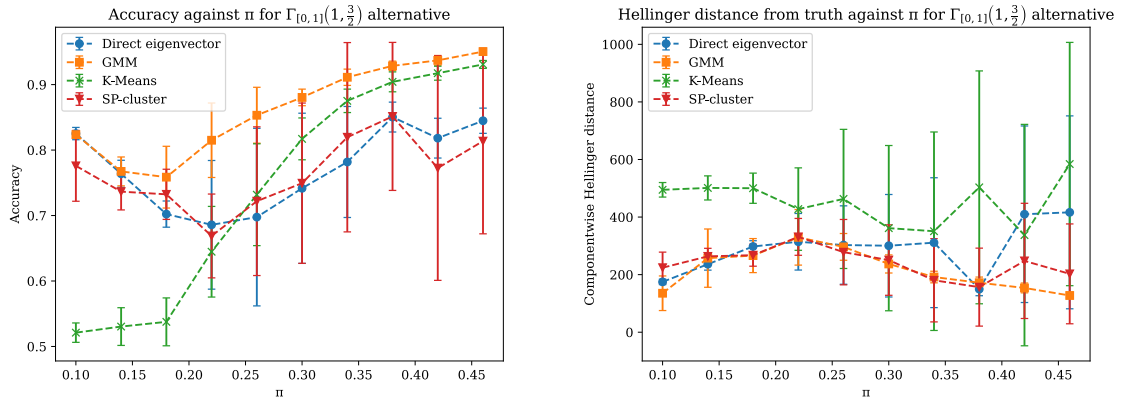 Accuracy against π for Γ[0, 1](1, 3/2) alternative
Direct eigenvector
GMM
K-Means
SP-cluster
Accuracy
0.9
0.8
0.7
0.6
0.5
0.10 0.15 0.20 0.25 0.30 0.35 0.40 0.45
π
Hellinger distance from truth against π for Γ[0, 1](1, 3/2) alternative
Direct eigenvector
GMM
K-Means
SP-cluster
Componentwise Hellinger distance
1000
800
600
400
200
0
0.10 0.15 0.20 0.25 0.30 0.35 0.40 0.45
π